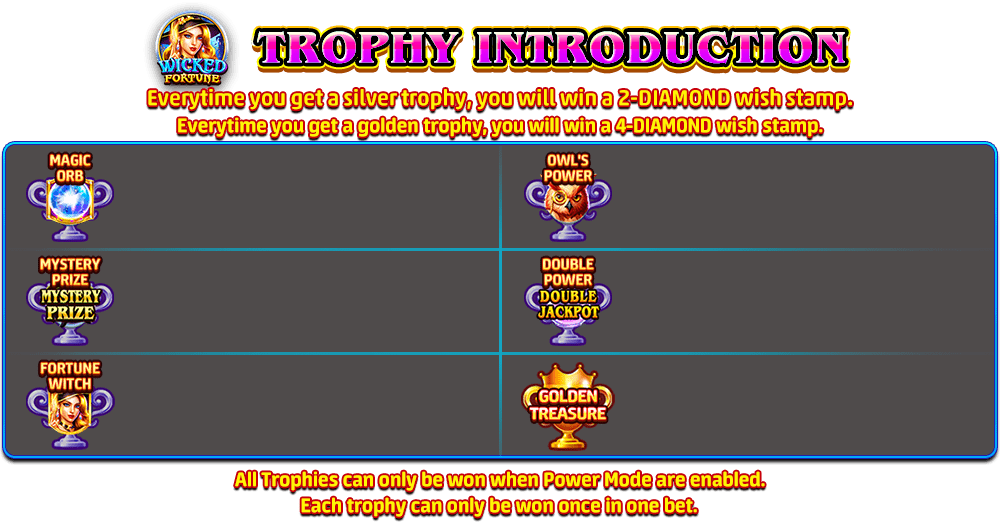 WICKED
FORTUNE
TROPHY INTRODUCTION
Everytime you get a silver trophy, you will win a 2-DIAMOND wish stamp.
Everytime you get a golden trophy, you will win a 4-DIAMOND wish stamp.
MAGIC
ORB
OWL'S
POWER
MYSTERY
PRIZE
MYSTERY
PRIZE
DOUBLE
POWER
DOUBLE
JACKPOT
FORTUNE
WITCH
GOLDEN
TREASURE
All Trophies can only be won when Power Mode are enabled.
Each trophy can only be won once in one bet.